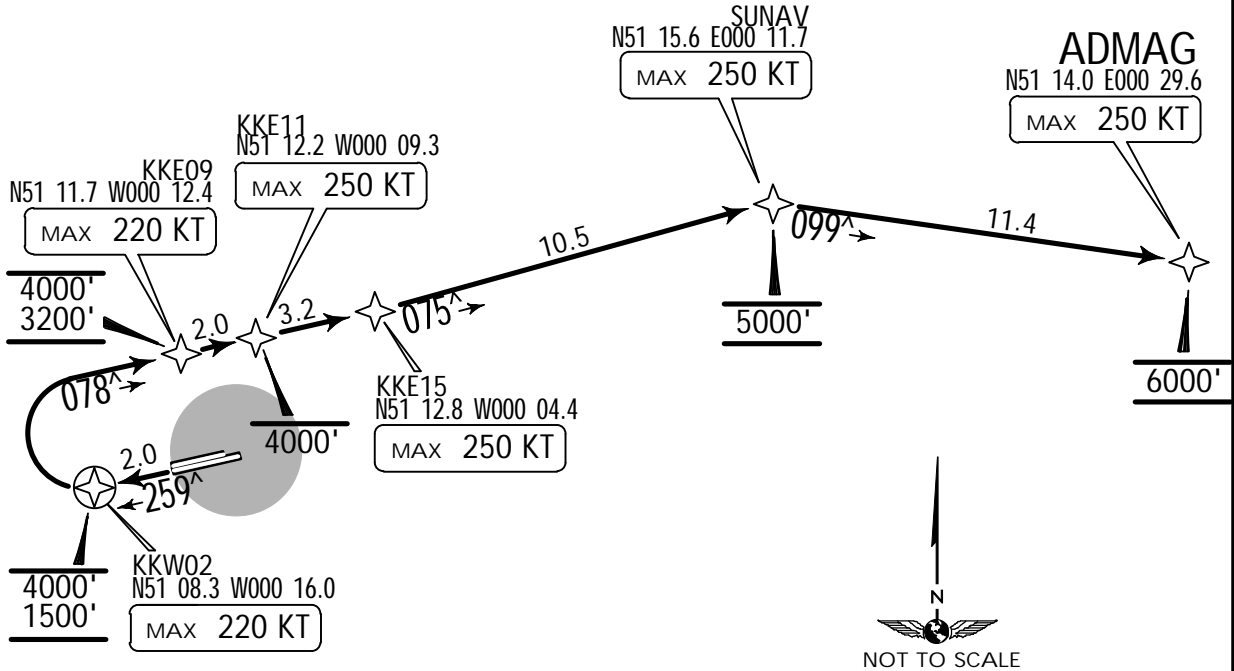 SUNAV
N51 15.6 E000 11.7
MAX 250 KT
ADMAG
N51 14.0 E000 29.6
MAX 250 KT
KKE11
N51 12.2 W000 09.3
MAX 250 KT
KKE09
N51 11.7 W000 12.4
MAX 220 KT
4000'
3200'
2.0
3.2
10.5
075^
099^
11.4
5000'
6000'
078^
4000'
KKE15
N51 12.8 W000 04.4
MAX 250 KT
2.0
259^
4000'
1500'
KKW02
N51 08.3 W000 16.0
MAX 220 KT
N
NOT TO SCALE